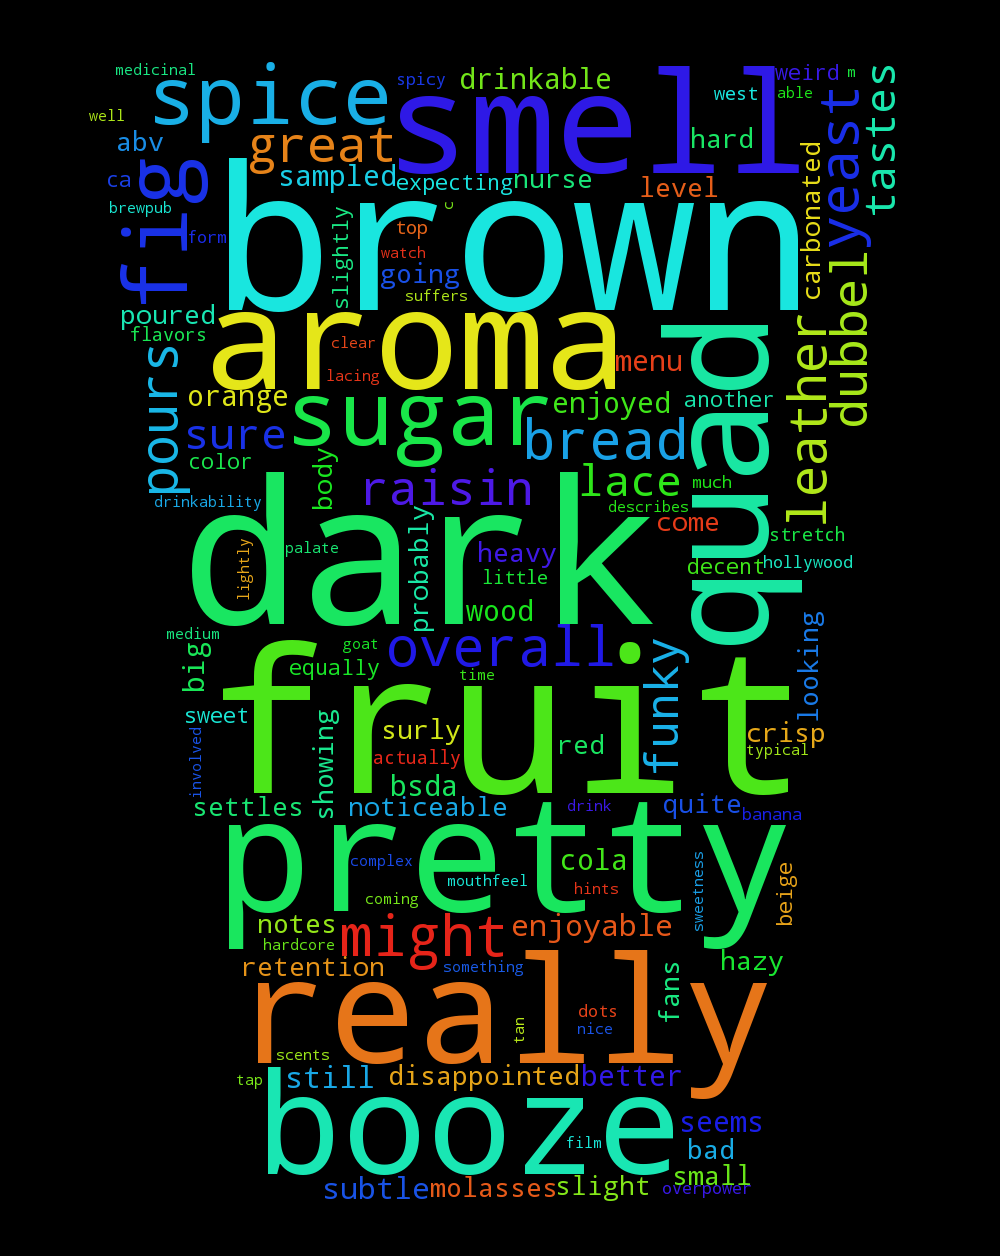 medicinal
spicy
drinkable
smell
weird
m
well
spice
west
able
abv
great
hard
yeast
tastes
ca
fig
sampled
expecting
nurse
level
carbonated
brewpub
brown
c
form
slightly
top
watch
going
suffers
poured
flavors
aroma
clear
lacing
menu
quad
leather
dubbel
pours
orange
sugar
enjoyed
another
sure
bread
color
body
raisin
lace
much
drinkability
describes
come
dark
probably
stretch
palate
heavy
decent
hollywood
lightly
little
wood
medium
goat
overall
big
equally
time
funky
looking
sweet
fruit
showing
surly
red
crisp
typical
involved
actually
bsda
settles
noticeable
drink
quite
banana
pretty
complex
cola
mouthfeel
hints
sweetness
beige
coming
notes
might
enjoyable
hardcore
retention
something
hazy
fans
really
dots
tan
nice
scents
tap
still
disappointed
better
booze
seems
film
bad
small
subtle
molasses
slight
overpower